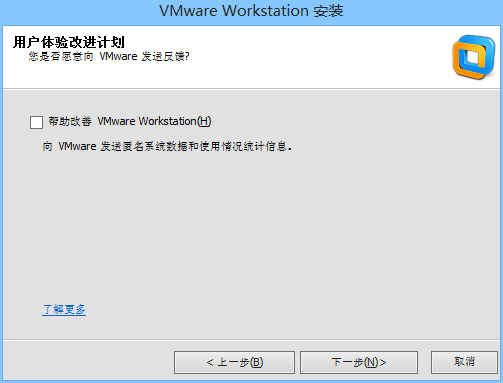 VMware Workstation 安装
用户体验改进计划
您是否愿意向 VMware 发送反馈?
帮助改善 VMware Workstation(H)
向 VMware 发送匿名系统数据和使用情况统计信息。
了解更多
< 上一步(B) 下一步(N)> 取消